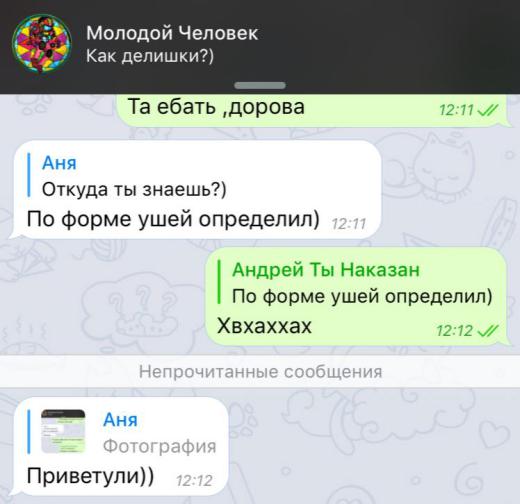 Молодой Человек
Как делишки?)
Та ебать ,дорова
12:11
Аня
Откуда ты знаешь?)
По форме ушей определил) 12:11
Андрей Ты Наказан
По форме ушей определил)
Хвхаххах 12:12
Непрочитанные сообщения
Аня
Фотография
Приветули)) 12:12